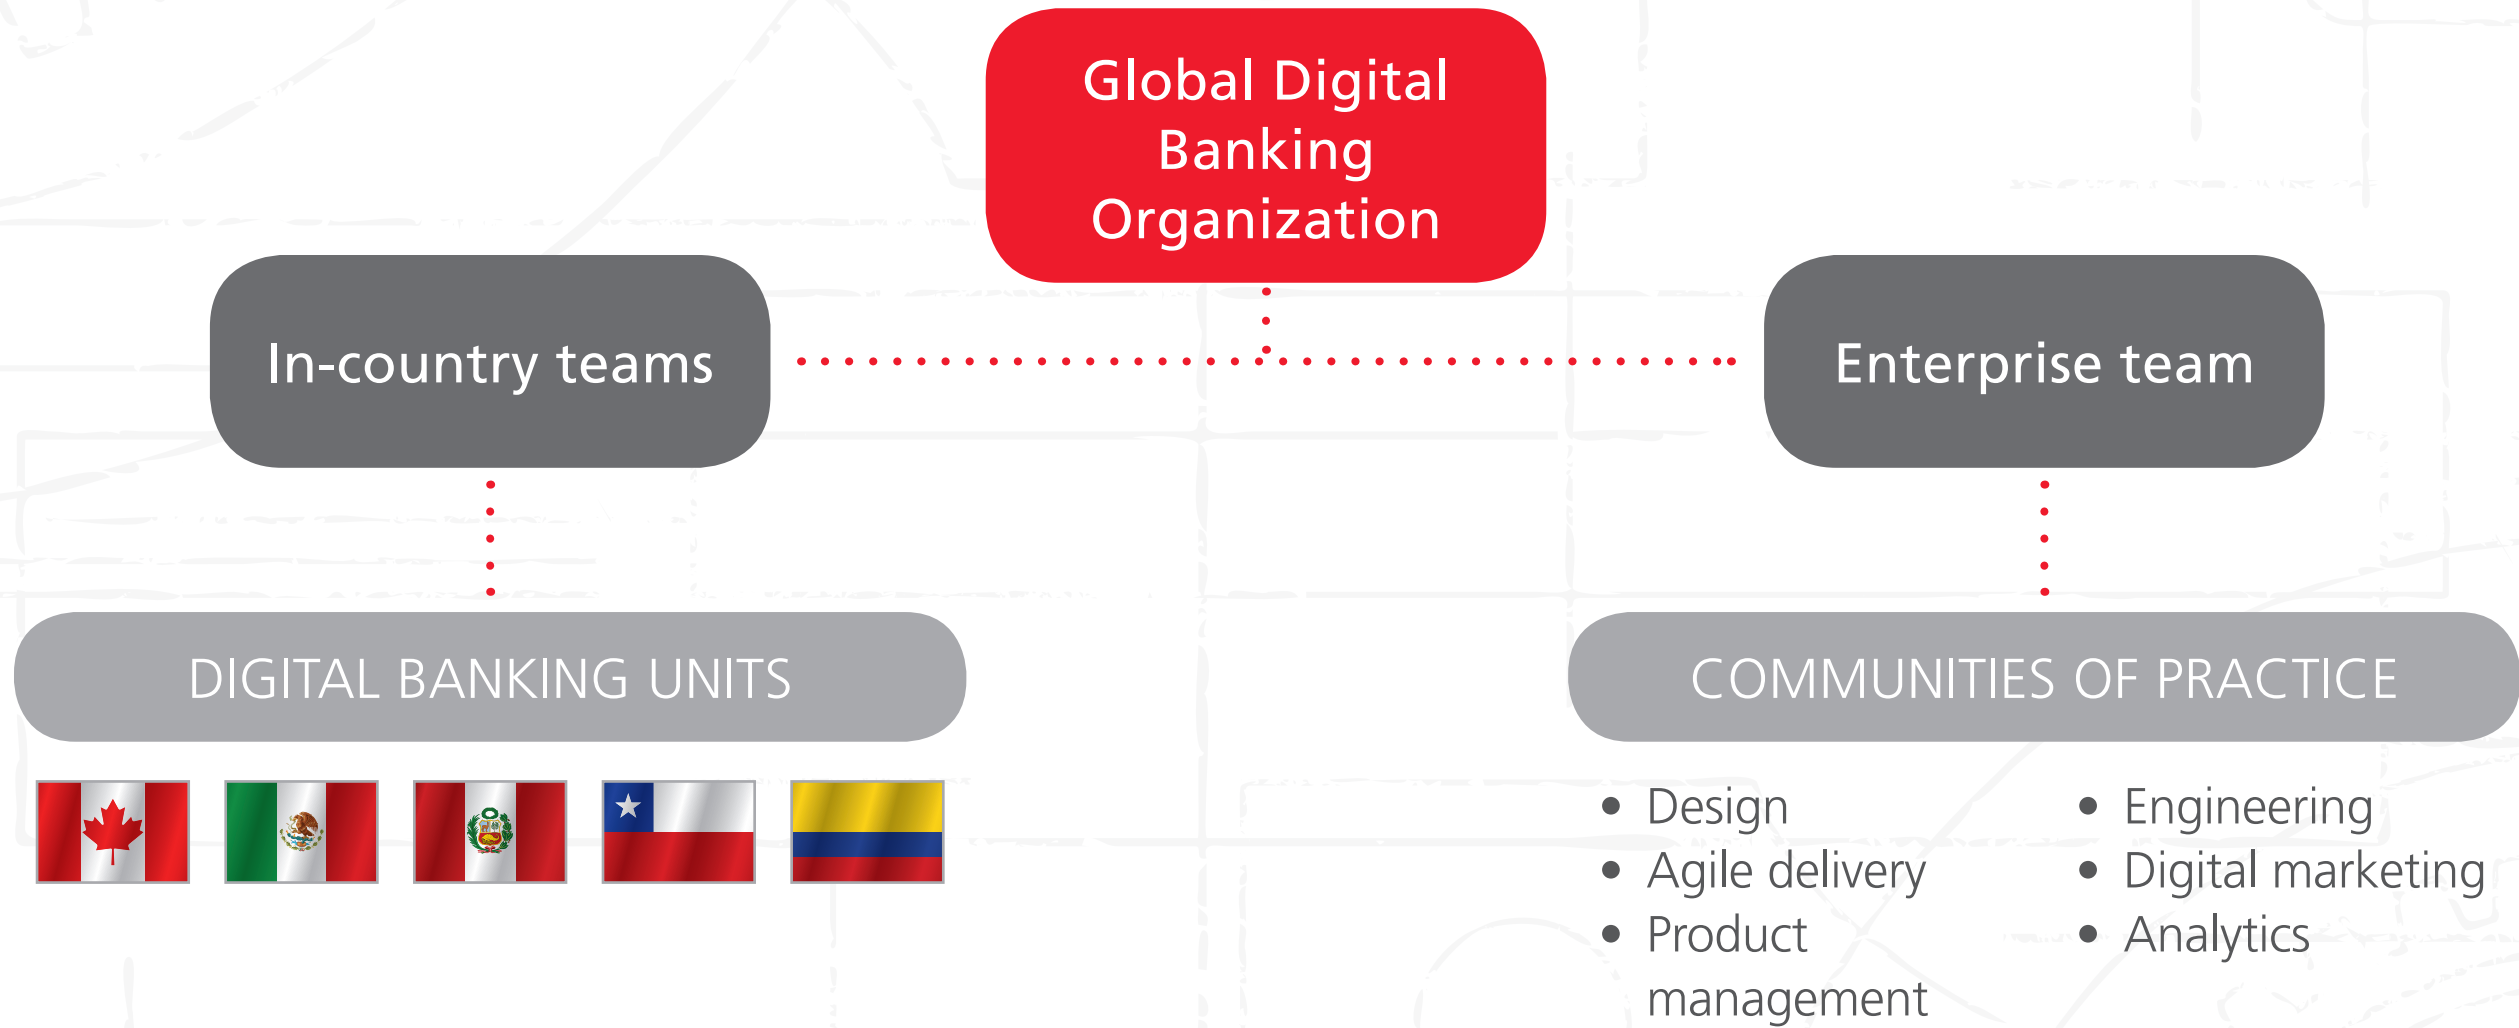 Global Digital
Banking
Organization
In-country teams
Enterprise team
DIGITAL BANKING UNITS
COMMUNITIES OF PRACTICE
• Design
• Agile delivery
• Product
management
• Engineering
• Digital marketing
• Analytics